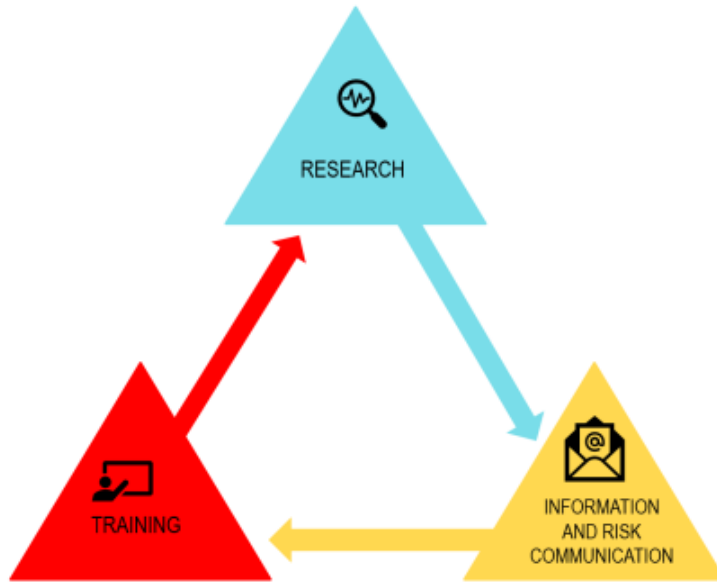 RESEARCH
TRAINING
@
INFORMATION
AND RISK
COMMUNICATION